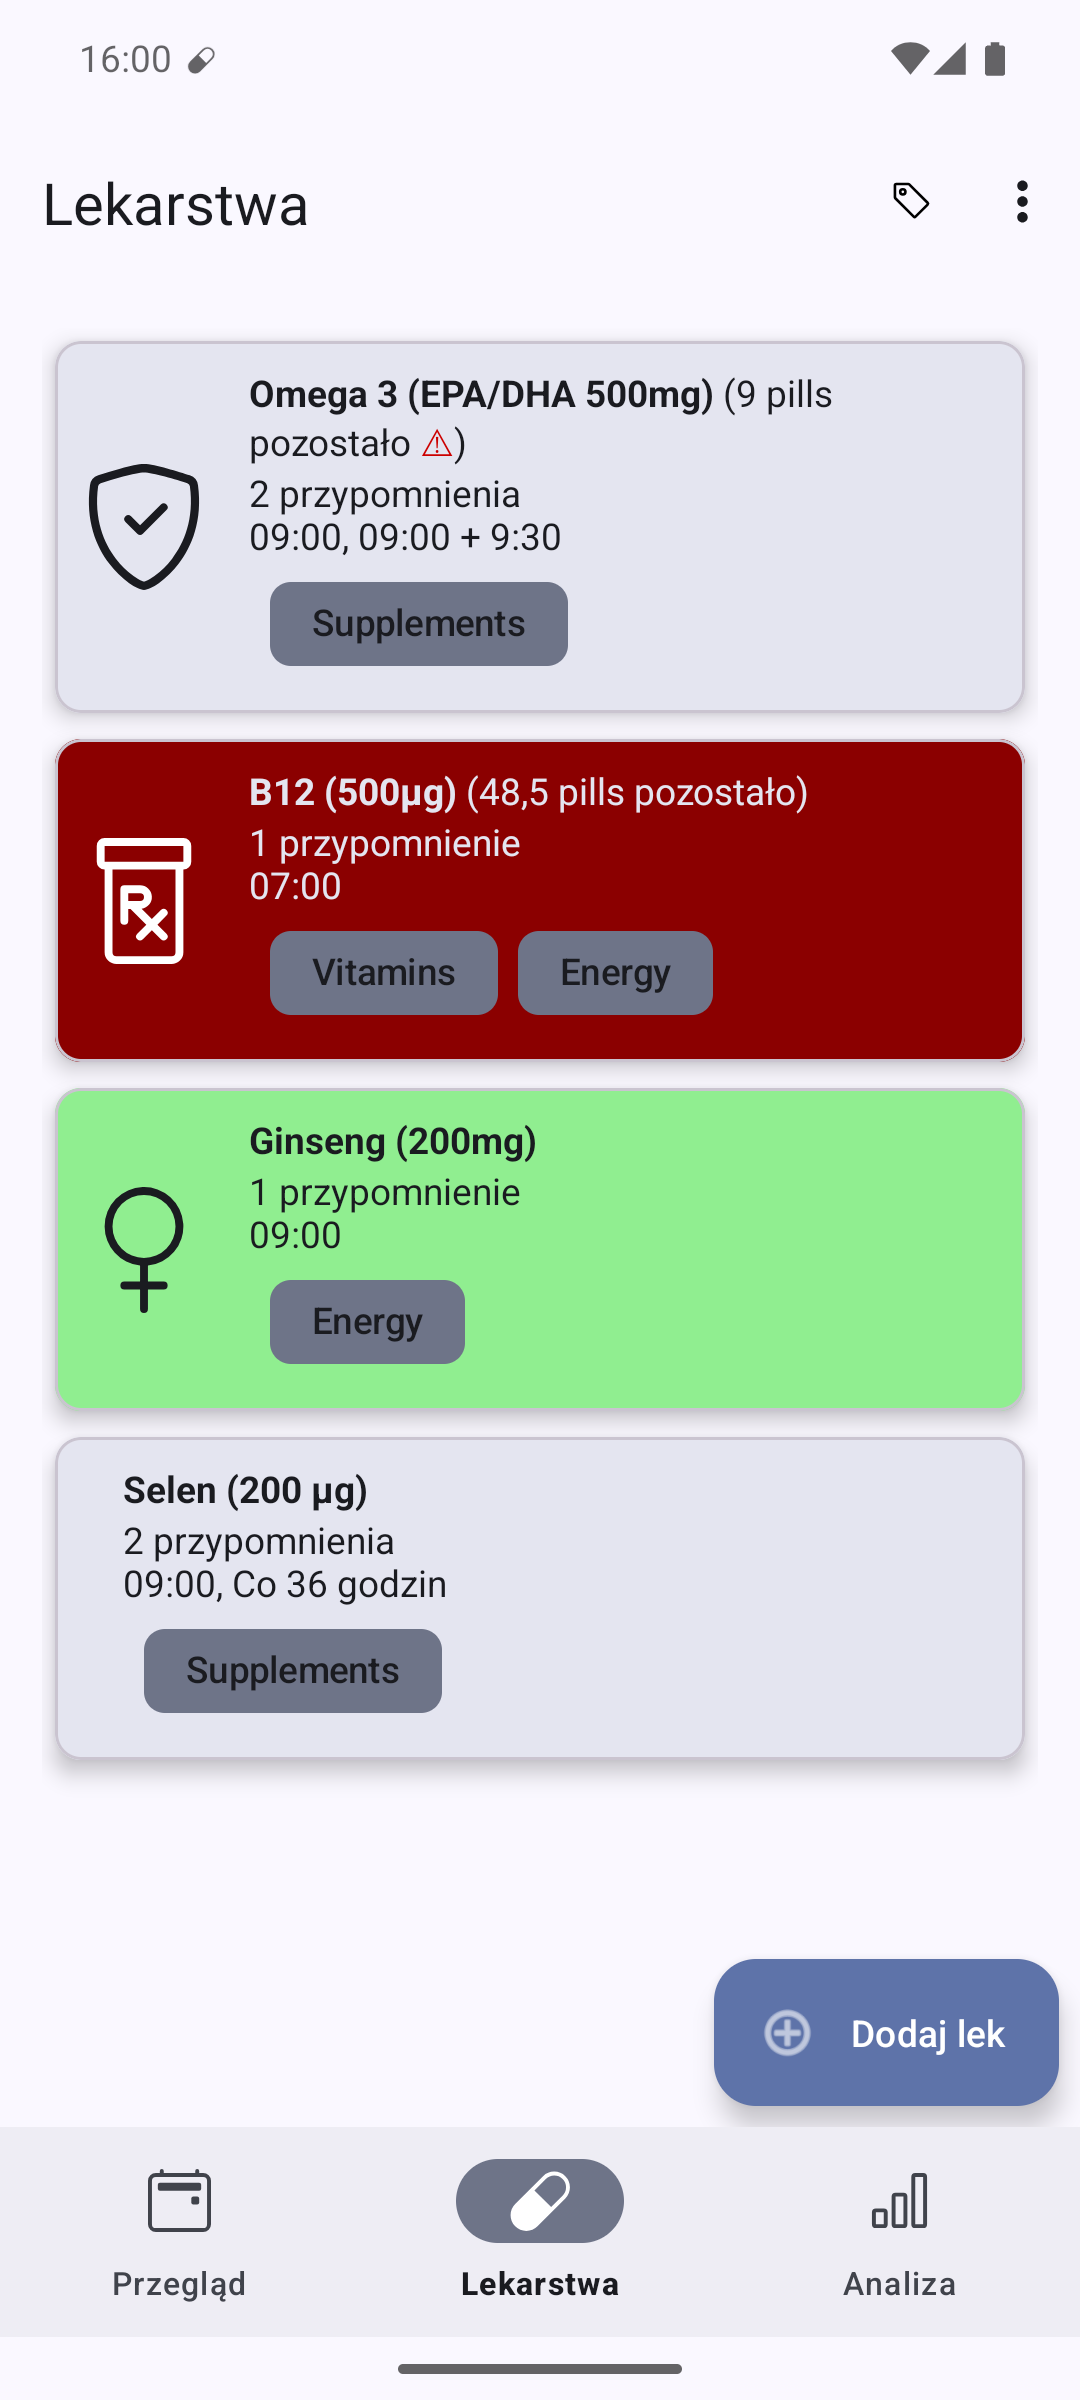 16:00
Lekarstwa
Omega 3 (EPA/DHA 500mg) (9 pills
pozostało ⚠)
2 przypomnienia
09:00, 09:00 + 9:30
Supplements
B12 (500µg) (48,5 pills pozostało)
1 przypomnienie
07:00
Vitamins Energy
Ginseng (200mg)
1 przypomnienie
09:00
Energy
Selen (200 µg)
2 przypomnienia
09:00, Co 36 godzin
Supplements
Dodaj lek
Przegląd Lekarstwa Analiza